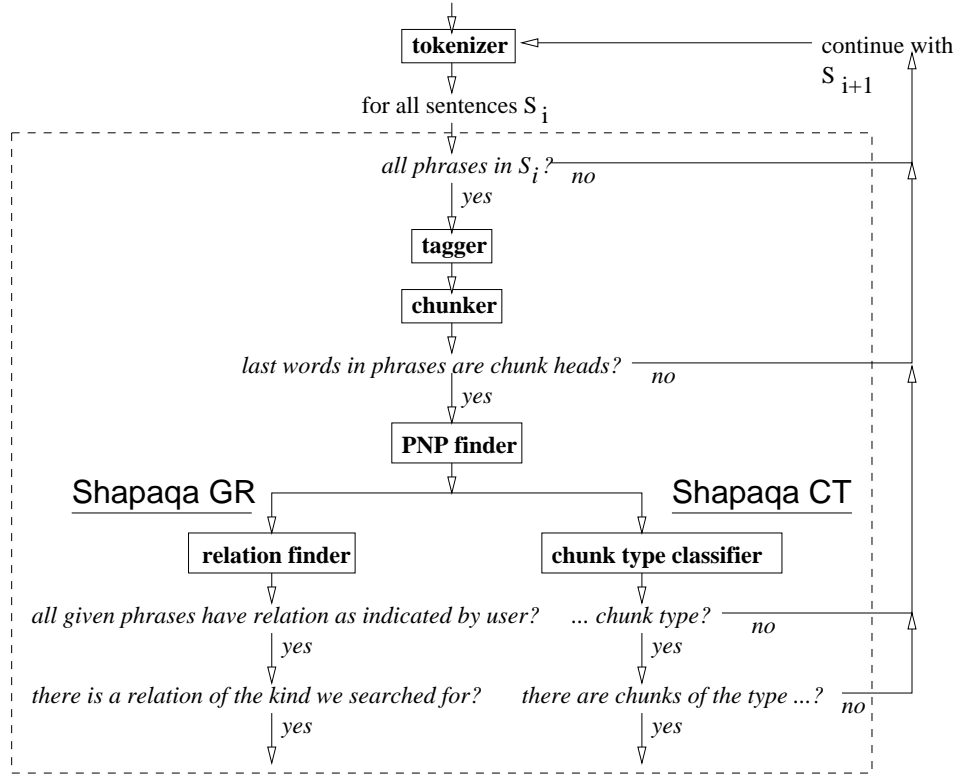 tokenizer
continue with
S i+1
for all sentences S i
all phrases in S i ?
no
yes
tagger
chunker
last words in phrases are chunk heads?
no
yes
PNP finder
Shapaqa GR
Shapaqa CT
relation finder
chunk type classifier
all given phrases have relation as indicated by user?
... chunk type?
no
yes
yes
there is a relation of the kind we searched for?
there are chunks of the type ...?
no
yes
yes